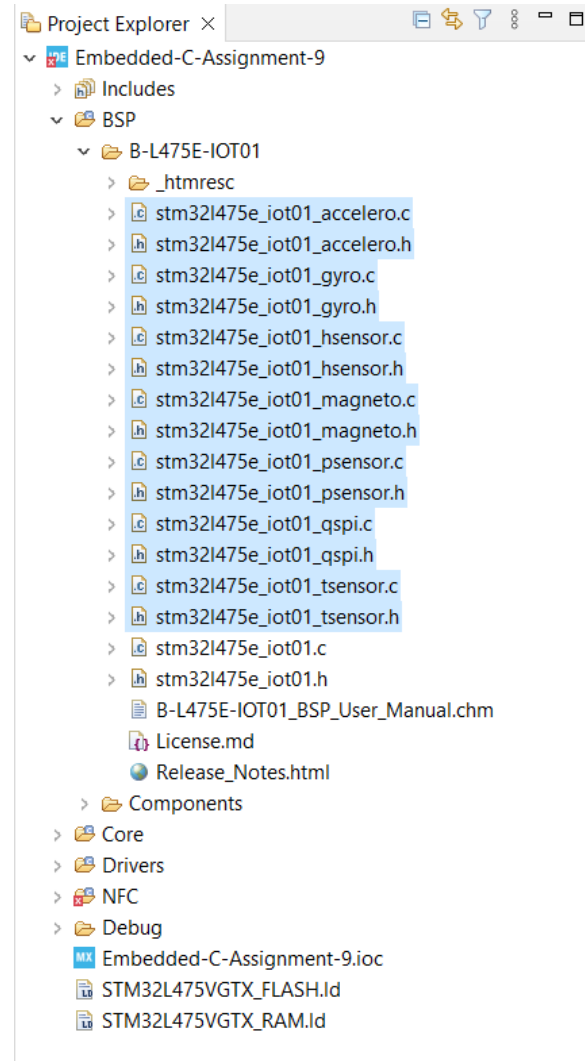 Project Explorer
Embedded-C-Assignment-9
Includes
BSP
B-L475E-IOT01
_htmresc
stm32l475e_iot01_accelero.c
stm32l475e_iot01_accelero.h
stm32l475e_iot01_gyro.c
stm32l475e_iot01_gyro.h
stm32l475e_iot01_hsensor.c
stm32l475e_iot01_hsensor.h
stm32l475e_iot01_magneto.c
stm32l475e_iot01_magneto.h
stm32l475e_iot01_psensor.c
stm32l475e_iot01_psensor.h
stm32l475e_iot01_qspi.c
stm32l475e_iot01_qspi.h
stm32l475e_iot01_tsensor.c
stm32l475e_iot01_tsensor.h
stm32l475e_iot01.c
stm32l475e_iot01.h
B-L475E-IOT01_BSP_User_Manual.chm
License.md
Release_Notes.html
Components
Core
Drivers
NFC
Debug
MX Embedded-C-Assignment-9.ioc
STM32L475VGTX_FLASH.ld
STM32L475VGTX_RAM.ld